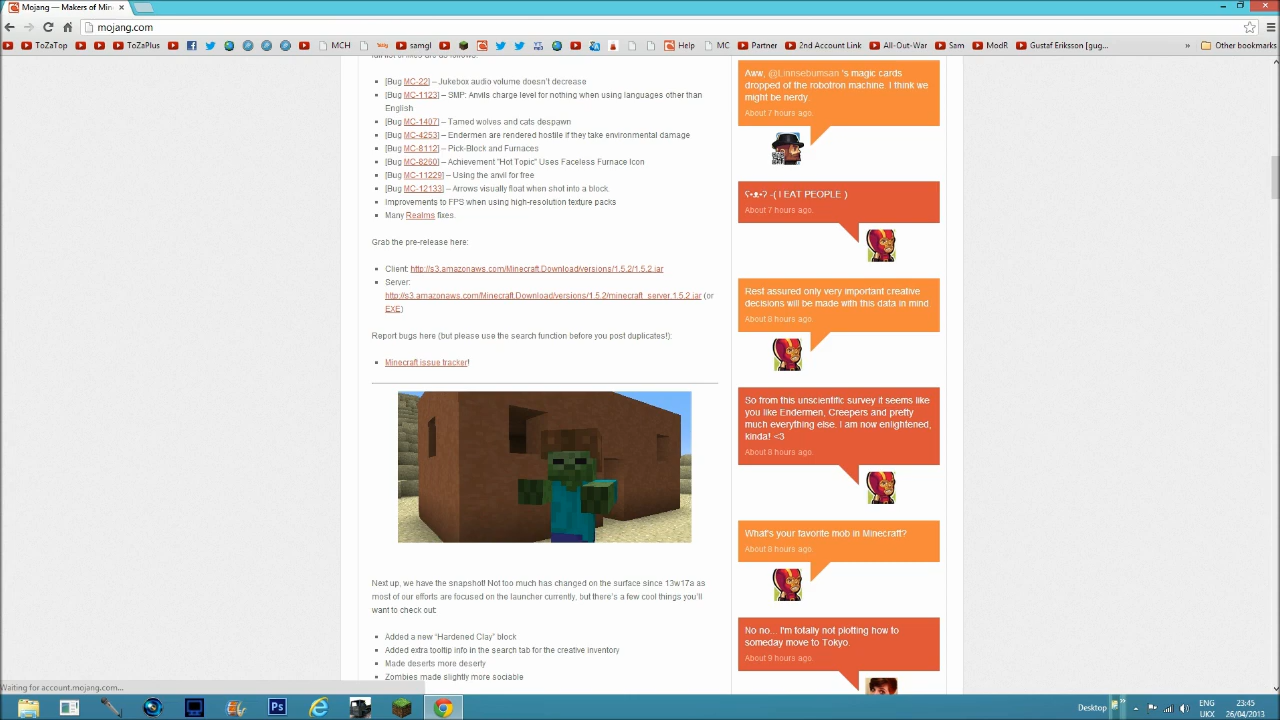 Mojang — Makers of Min
mojang.com
ToZaTop
ToZaPlus
MCH
samgl
Help
MC
Partner
2nd Account Link
All-Out-War
Sam
ModR
Gustaf Eriksson [gug...
»
Other bookmarks
full list of fixes are as follows:
[Bug MC-22] – Jukebox audio volume doesn't decrease
[Bug MC-1123] – SMP: Anvils charge level for nothing when using languages other than
English
[Bug MC-1407] – Tamed wolves and cats despawn
[Bug MC-4253] – Endermen are rendered hostile if they take environmental damage
[Bug MC-8112] – Pick-Block and Furnaces
[Bug MC-8260] – Achievement "Hot Topic" Uses Faceless Furnace Icon
[Bug MC-11229] – Using the anvil for free
[Bug MC-12133] – Arrows visually float when shot into a block.
Improvements to FPS when using high-resolution texture packs
Many Realms fixes.
Grab the pre-release here:
Client: http://s3.amazonaws.com/Minecraft.Download/versions/1.5.2/1.5.2.jar
Server:
http://s3.amazonaws.com/Minecraft.Download/versions/1.5.2/minecraft_server.1.5.2.jar (or
EXE)
Report bugs here (but please use the search function before you post duplicates!):
Minecraft issue tracker!
Next up, we have the snapshot! Not too much has changed on the surface since 13w17a as
most of our efforts are focused on the launcher currently, but there's a few cool things you'll
want to check out:
Added a new "Hardened Clay" block
Added extra tooltip info in the search tab for the creative inventory
Made deserts more deserty
Zombies made slightly more sociable
Aww, @Linnsebumsan 's magic cards
dropped of the robotron machine. I think we
might be nerdy.
About 7 hours ago.
ʕ•ᴥ•ʔ -( I EAT PEOPLE )
About 7 hours ago.
Rest assured only very important creative
decisions will be made with this data in mind.
About 8 hours ago.
So from this unscientific survey it seems like
you like Endermen, Creepers and pretty
much everything else. I am now enlightened,
kinda! <3
About 8 hours ago.
What's your favorite mob in Minecraft?
About 8 hours ago.
No no... I'm totally not plotting how to
someday move to Tokyo.
About 9 hours ago.
Waiting for account.mojang.com...
Ps
Desktop
»
ENG
UKX
23:45
26/04/2013